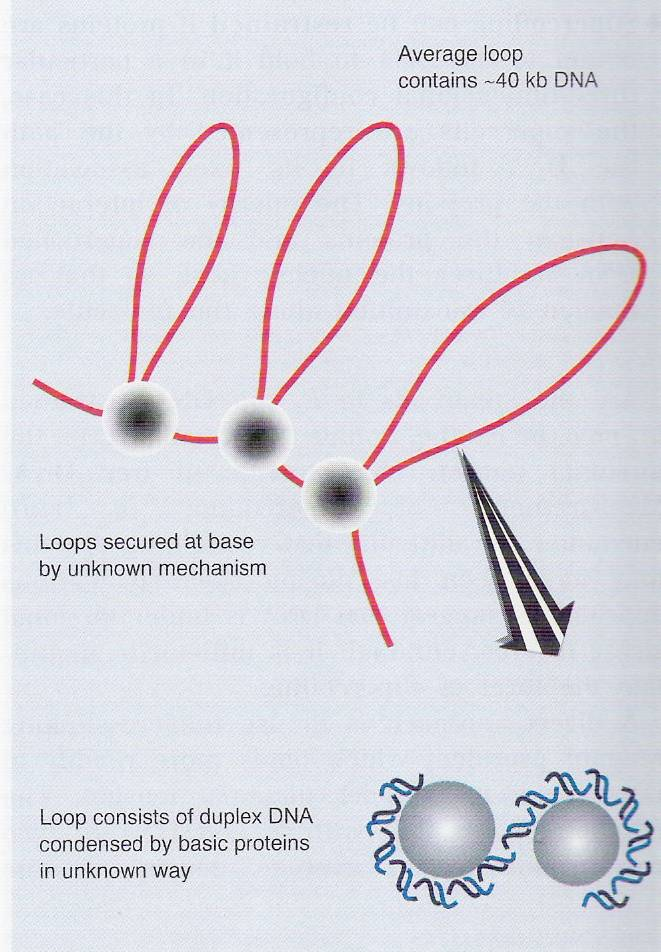 Average loop
contains ~40 kb DNA
Loops secured at base
by unknown mechanism
Loop consists of duplex DNA
condensed by basic proteins
in unknown way